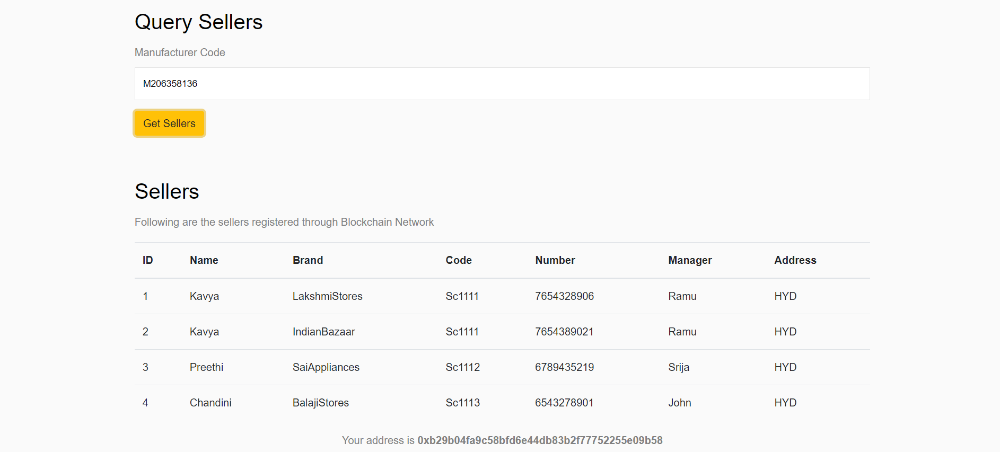 Query Sellers
Manufacturer Code
M206358136
Get Sellers
Sellers
Following are the sellers registered through Blockchain Network
ID Name Brand Code Number Manager Address
1 Kavya LakshmiStores Sc1111 7654328906 Ramu HYD
2 Kavya IndianBazaar Sc1111 7654389021 Ramu HYD
3 Preethi SaiAppliances Sc1112 6789435219 Srija HYD
4 Chandini BalajiStores Sc1113 6543278901 John HYD
Your address is 0xb29b04fa9c58bfd6e44db83b2f77752255e09b58